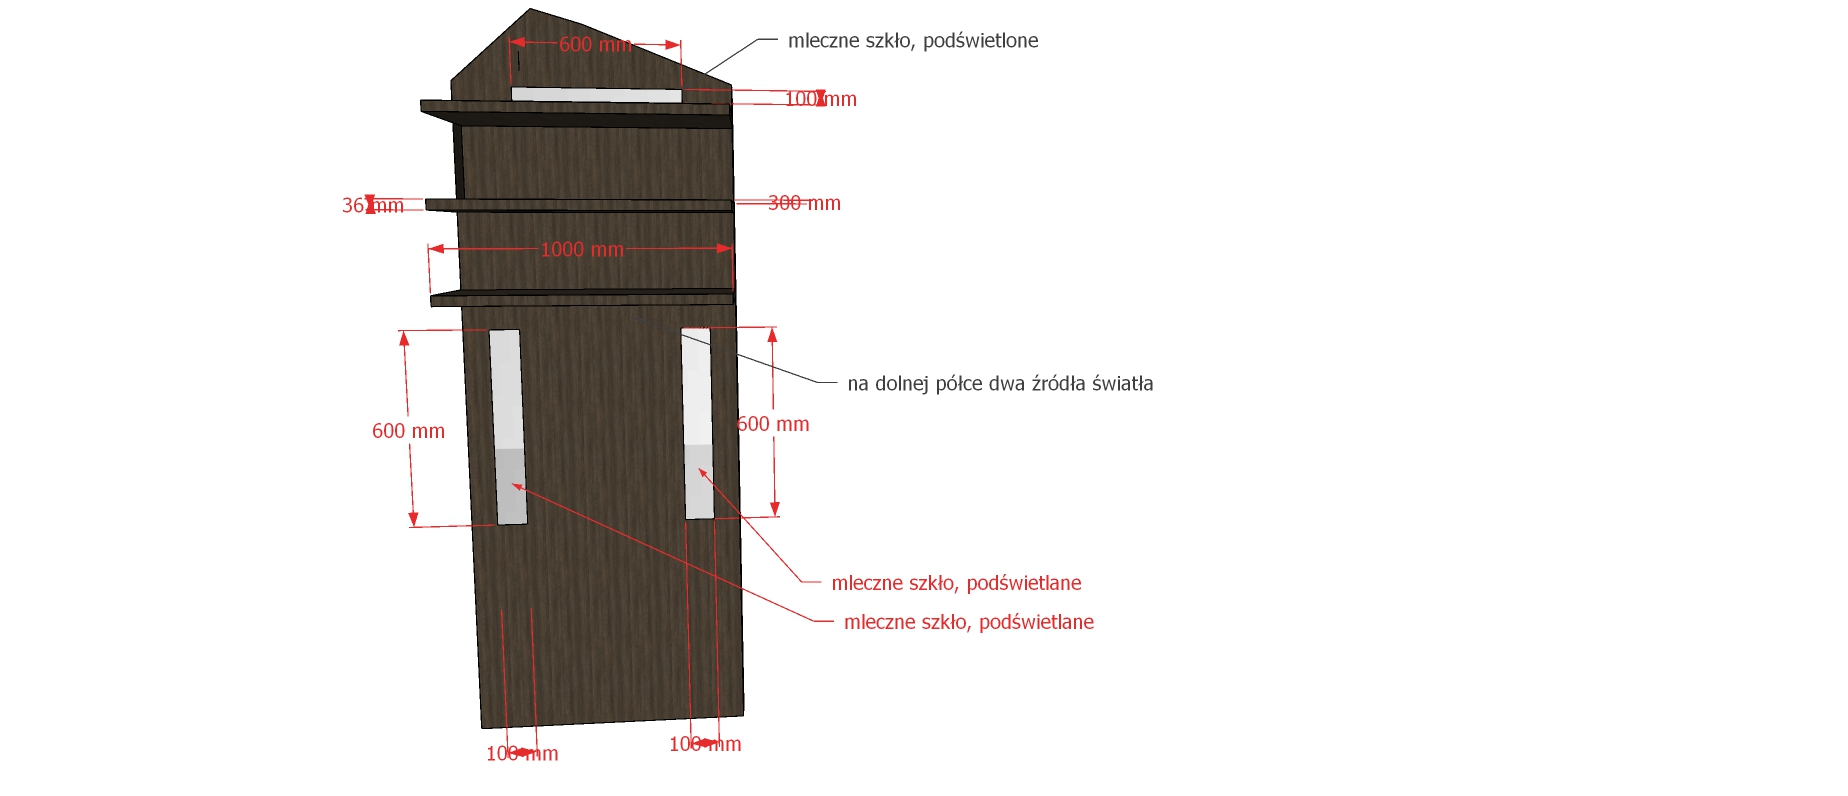 600 mm
mleczne szkło, podświetlone
100 mm
36 mm
300 mm
1000 mm
na dolnej półce dwa źródła światła
600 mm
600 mm
mleczne szkło, podświetlane
mleczne szkło, podświetlane
100 mm
100 mm